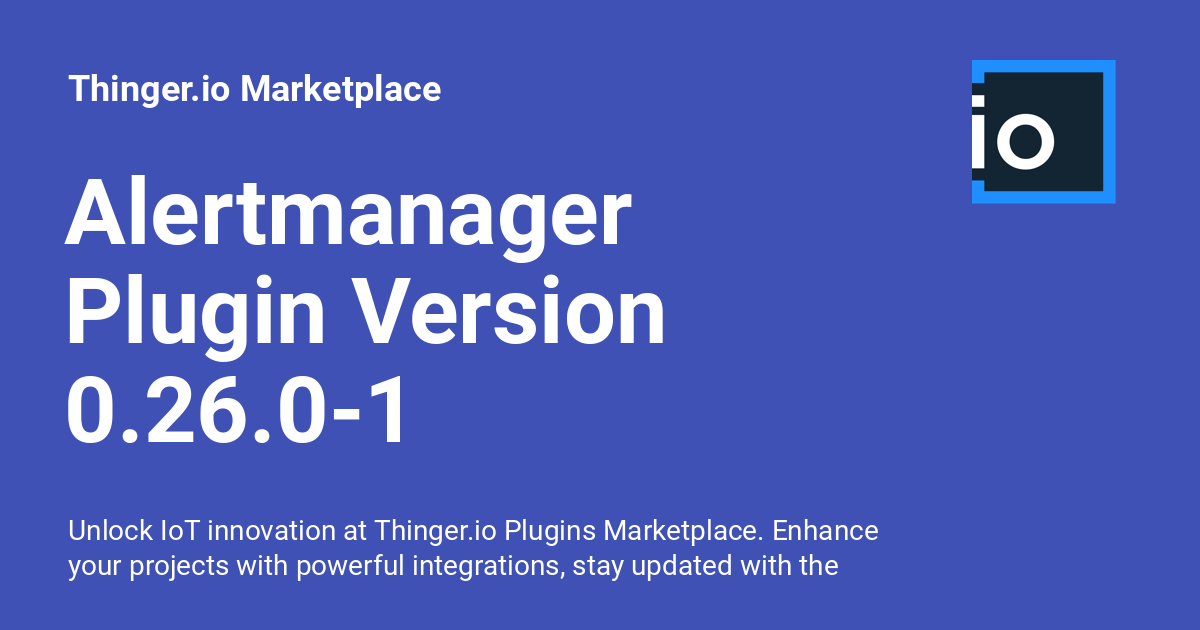 Thinger.io Marketplace
io
Alertmanager
Plugin Version
0.26.0-1
Unlock IoT innovation at Thinger.io Plugins Marketplace. Enhance
your projects with powerful integrations, stay updated with the